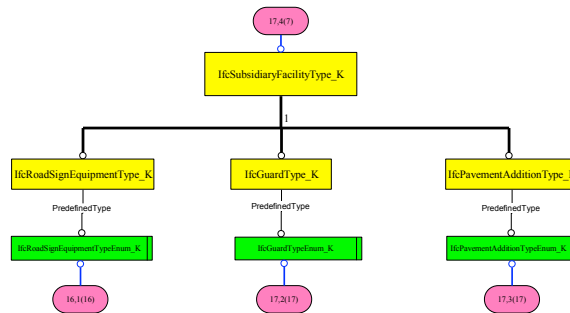 17,4(7)
IfcSubsidiaryFacilityType_K
1
IfcRoadSignEquipmentType_K
IfcGuardType_K
IfcPavementAdditionType_K
PredefinedType
PredefinedType
PredefinedType
IfcRoadSignEquipmentTypeEnum_K
IfcGuardTypeEnum_K
IfcPavementAdditionTypeEnum_K
16,1(16)
17,2(17)
17,3(17)